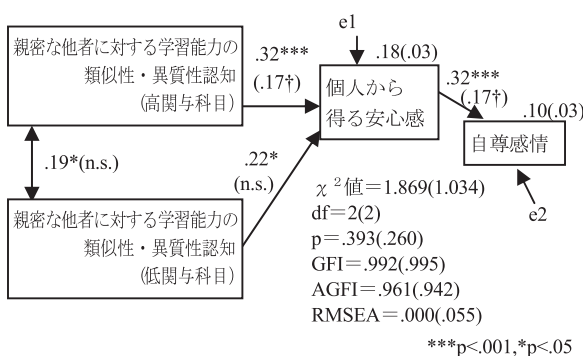 親密な他者に対する学習能力の
類似性・異質性認知
(高関与科目)
.32***
(.17†)
e1
.18(.03)
個人から
得る安心感
.32***
(.17†)
.10(.03)
自尊感情
e2
.19*(n.s.)
.22*
(n.s.)
親密な他者に対する学習能力の
類似性・異質性認知
(低関与科目)
χ²値=1.869(1.034)
df=2(2)
p=.393(.260)
GFI=.992(.995)
AGFI=.961(.942)
RMSEA=.000(.055)
***p<.001,*p<.05